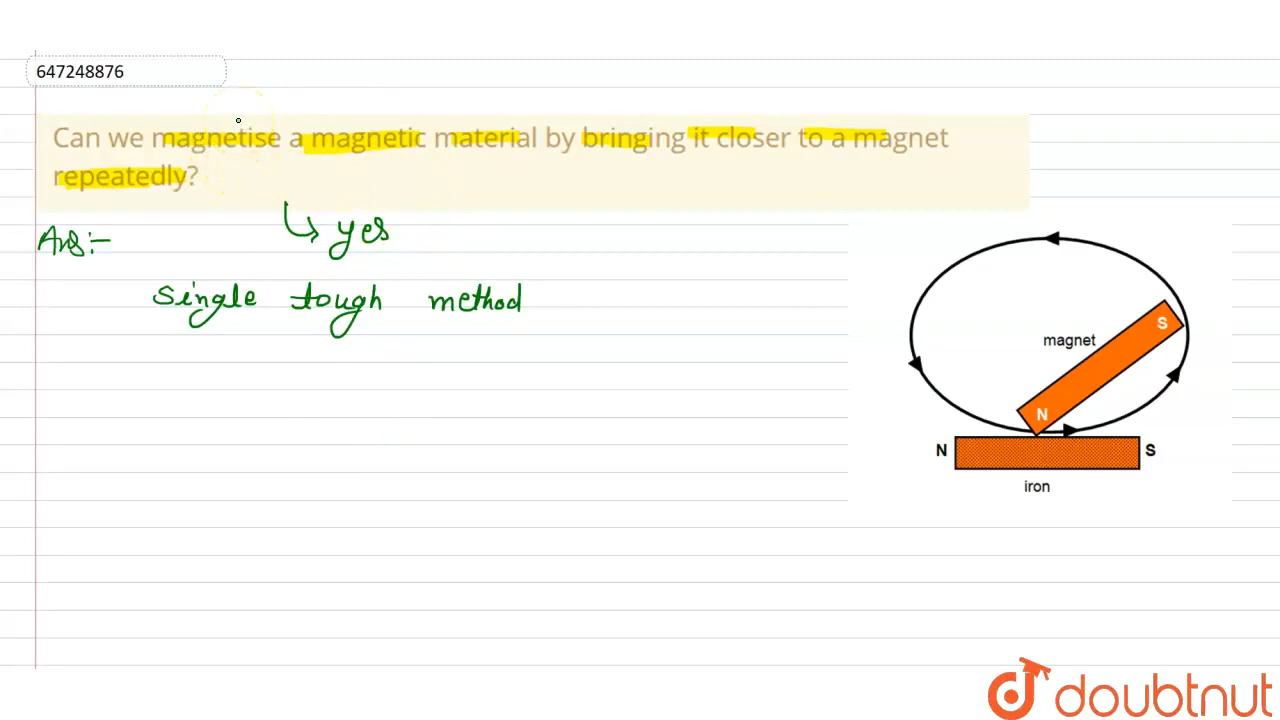 647248876
Can we magnetise a magnetic material by bringing it closer to a magnet
repeatedly?
Ans:-
yes
Single tough method
magnet
S
N
N
S
iron
doubtnut